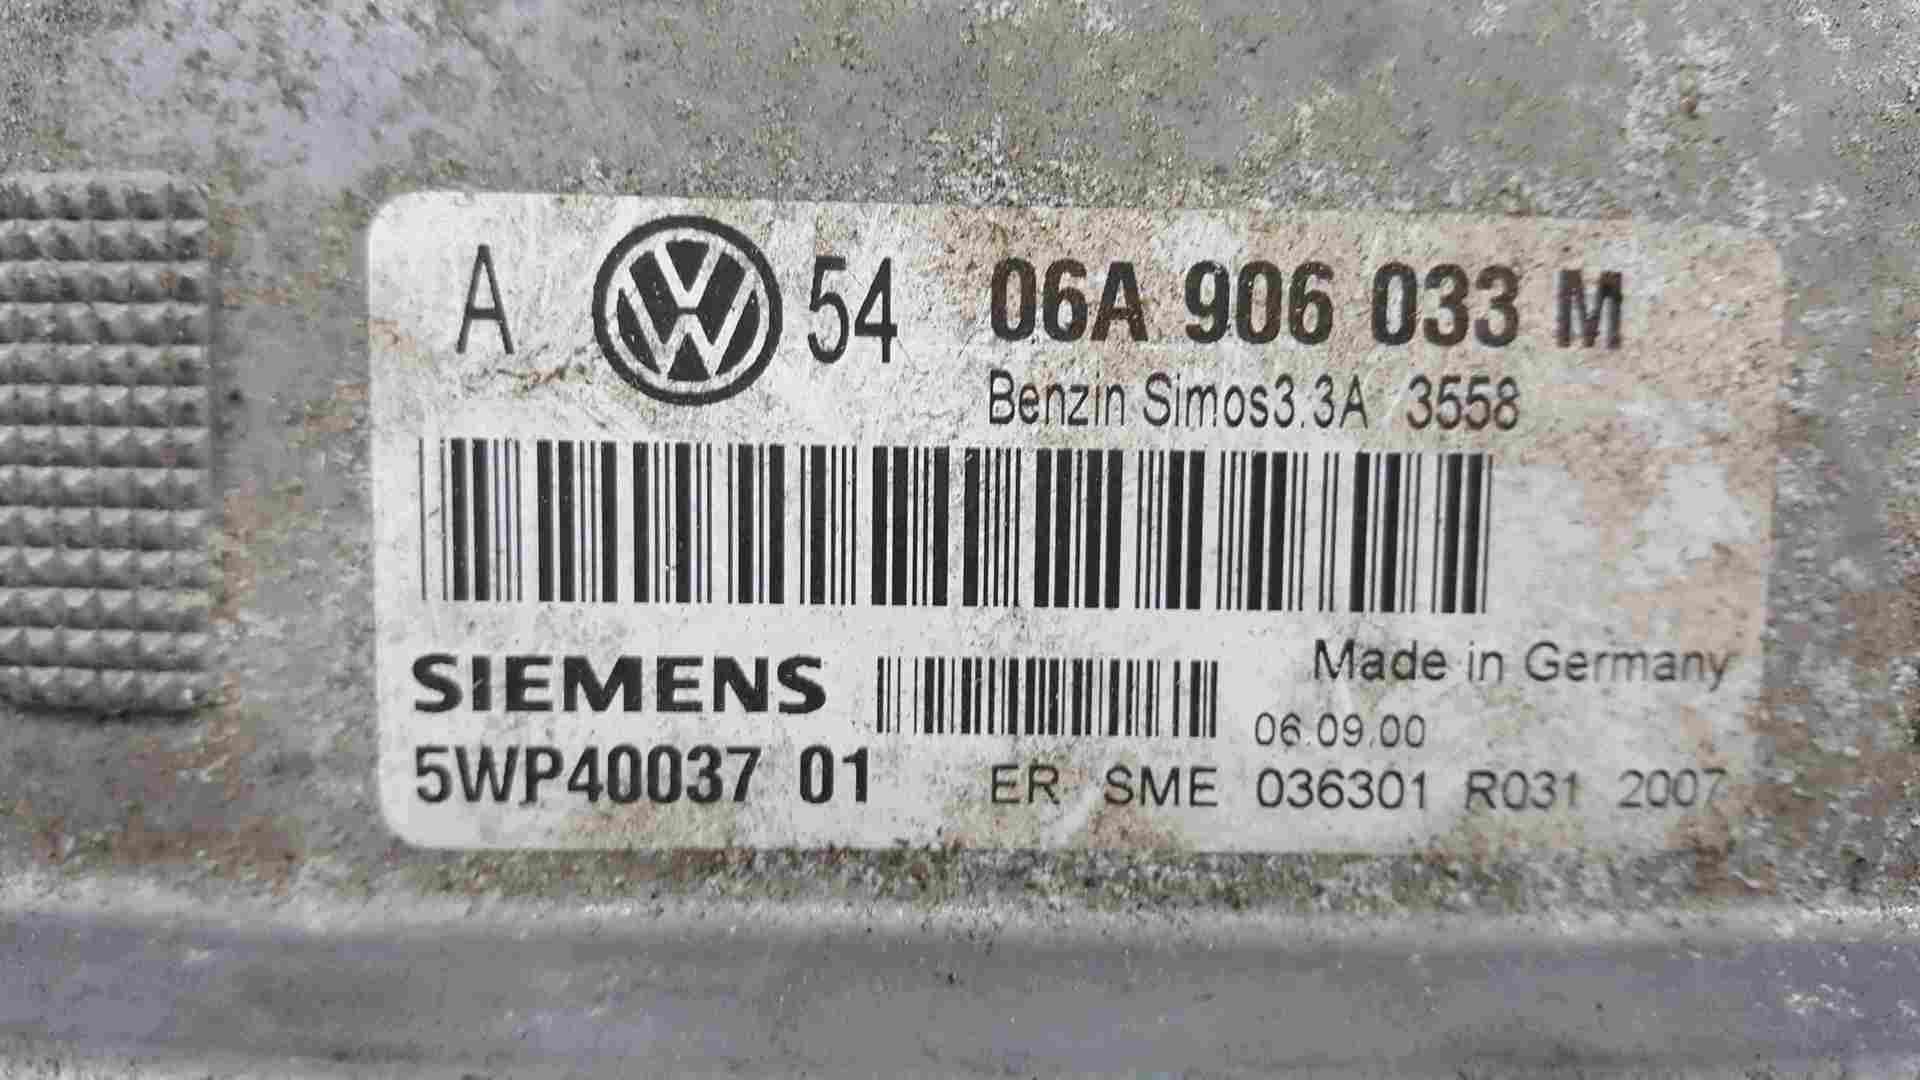 A VW 54 06A 906 033 M
Benzin Simos3.3A 3558
SIEMENS
Made in Germany
06.09.00
5WP40037 01
ER SME 036301 R031 2007